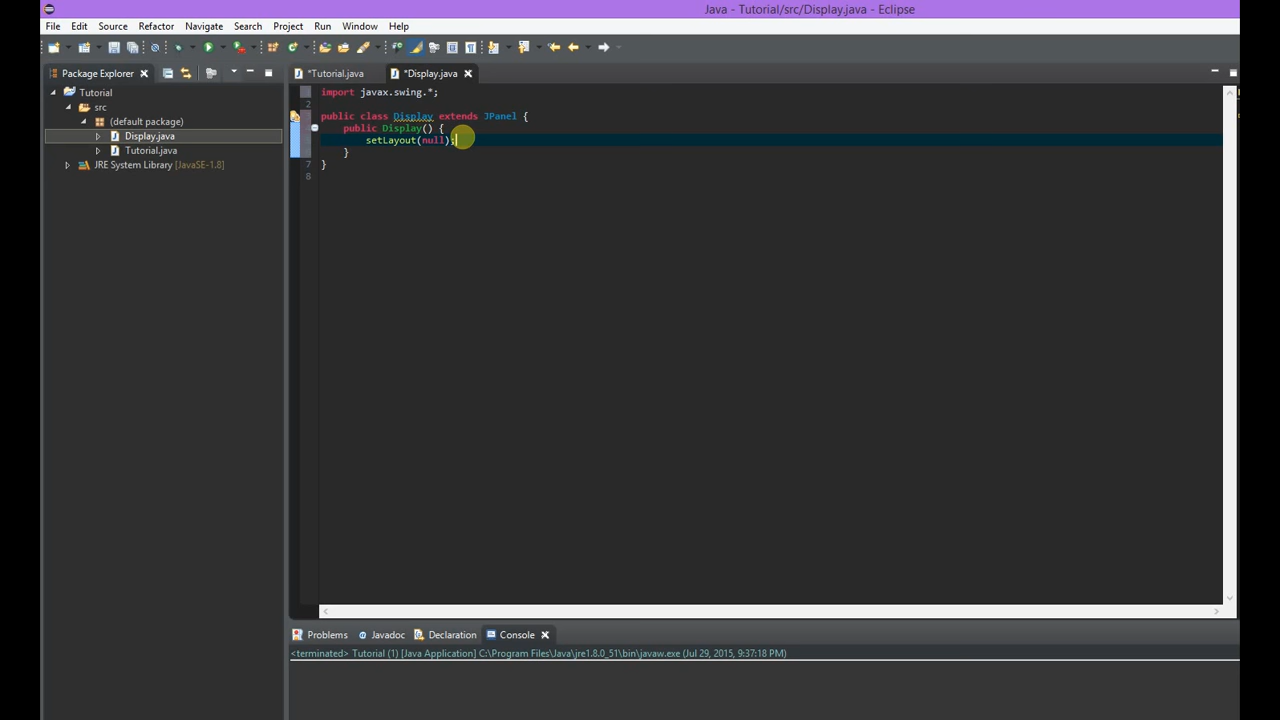 Java - Tutorial/src/Display.java - Eclipse
File Edit Source Refactor Navigate Search Project Run Window Help
Package Explorer
*Tutorial.java *Display.java
Tutorial
src
(default package)
Display.java
Tutorial.java
JRE System Library [JavaSE-1.8]
import javax.swing.*;
2
public class Display extends JPanel {
public Display() {
setLayout(null);
}
7 }
8
Problems Javadoc Declaration Console
<terminated> Tutorial (1) [Java Application] C:\Program Files\Java\jre1.8.0_51\bin\javaw.exe (Jul 29, 2015, 9:37:18 PM)